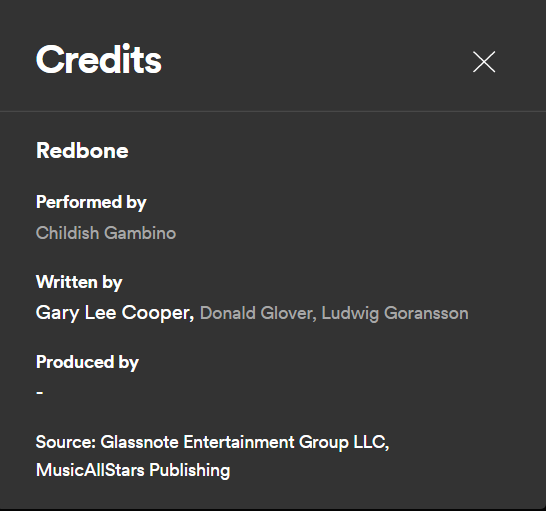 Credits
Redbone
Performed by
Childish Gambino
Written by
Gary Lee Cooper, Donald Glover, Ludwig Goransson
Produced by
-
Source: Glassnote Entertainment Group LLC,
MusicAllStars Publishing